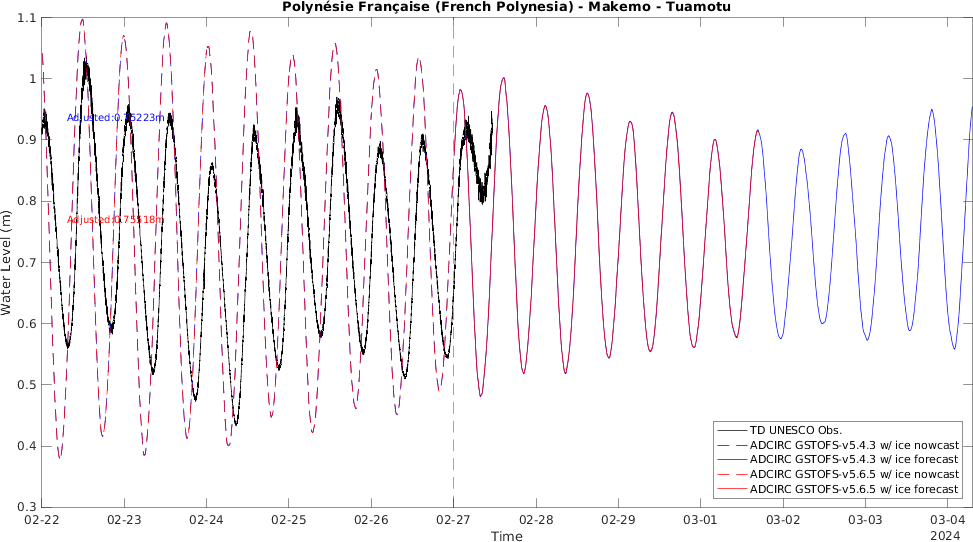 Polynésie Française (French Polynesia) - Makemo - Tuamotu
1.1
1
0.9
0.8
0.7
0.6
0.5
0.4
0.3
Water Level (m)
Adjusted:0.75518m
TD UNESCO Obs.
ADCIRC GSTOFS-v5.4.3 w/ ice nowcast
ADCIRC GSTOFS-v5.4.3 w/ ice forecast
ADCIRC GSTOFS-v5.6.5 w/ ice nowcast
ADCIRC GSTOFS-v5.6.5 w/ ice forecast
02-22 02-23 02-24 02-25 02-26 02-27 02-28 02-29 03-01 03-02 03-03 03-04
2024
Time